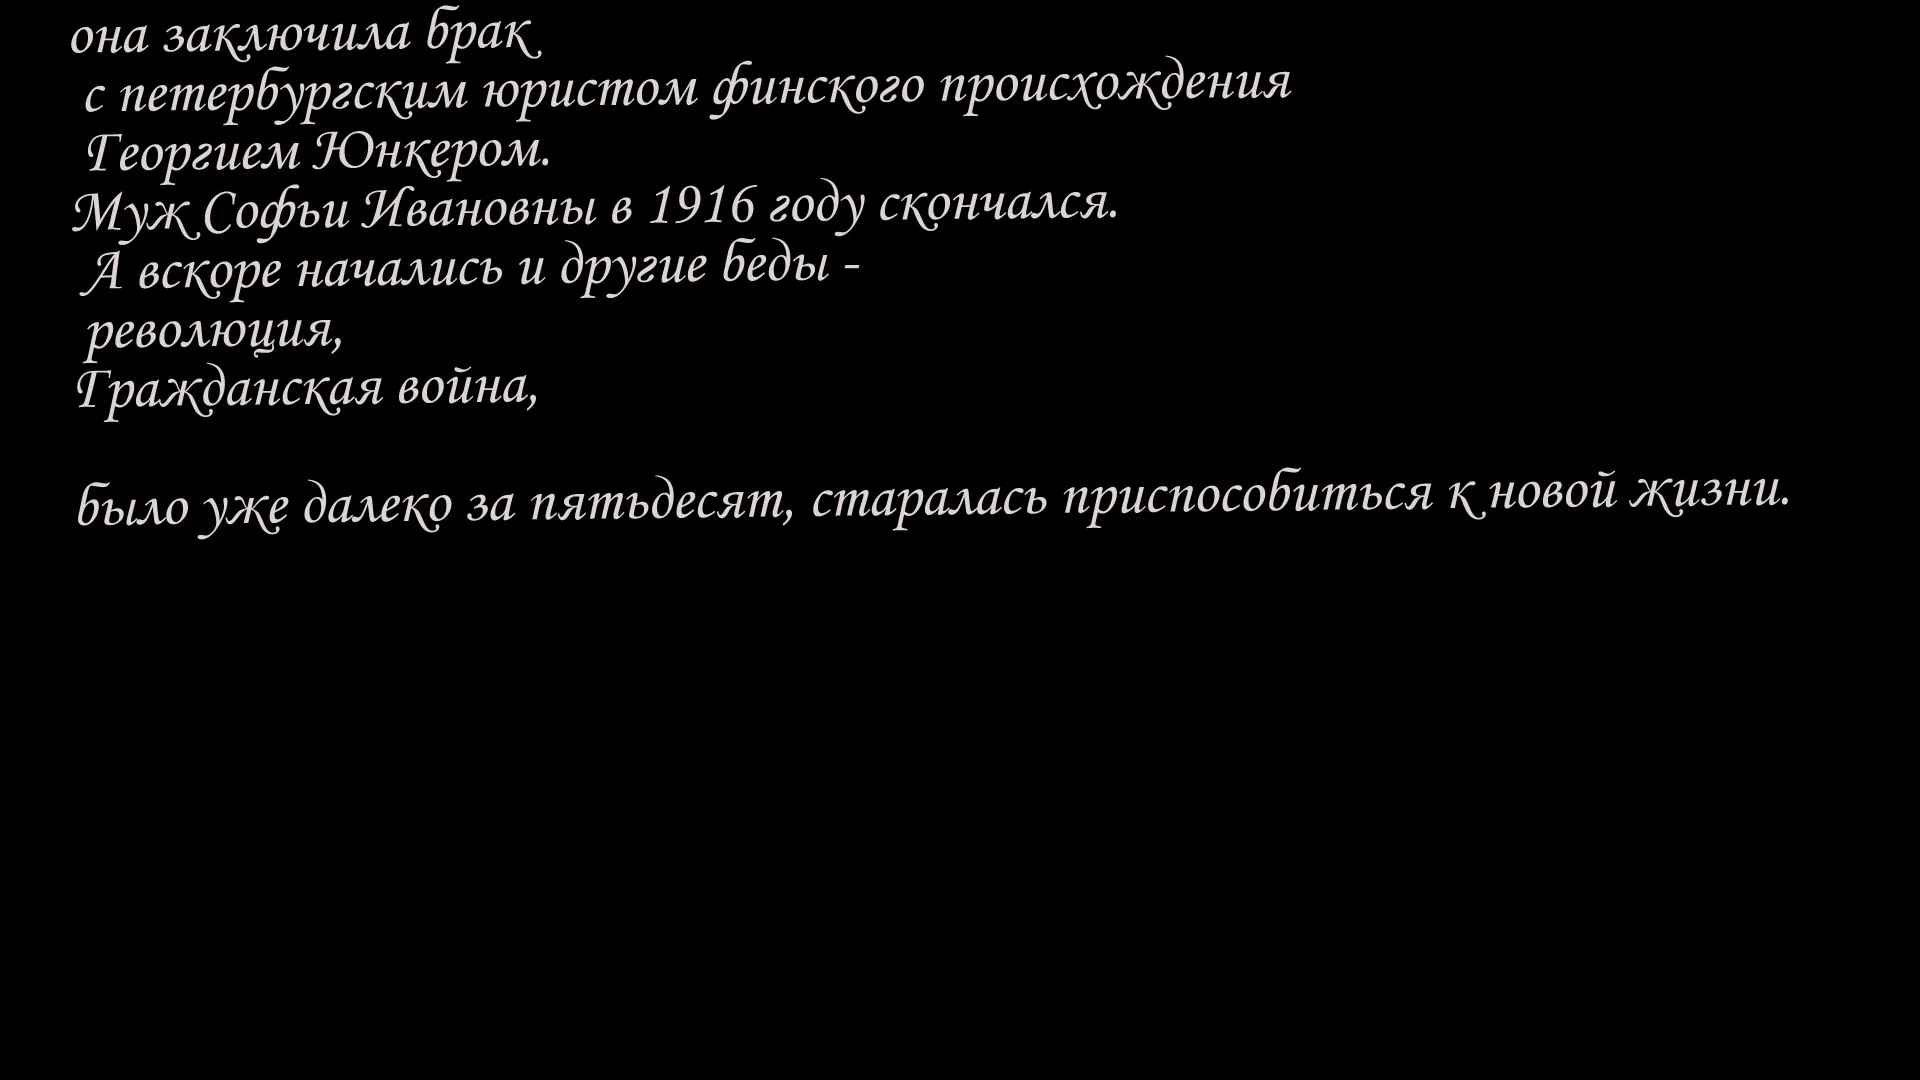 она заключила брак
с петербургским юристом финского происхождения
Георгием Юнкером.
Муж Софьи Ивановны в 1916 году скончался.
А вскоре начались и другие беды -
революция,
Гражданская война,
было уже далеко за пятьдесят, старалась приспособиться к новой жизни.